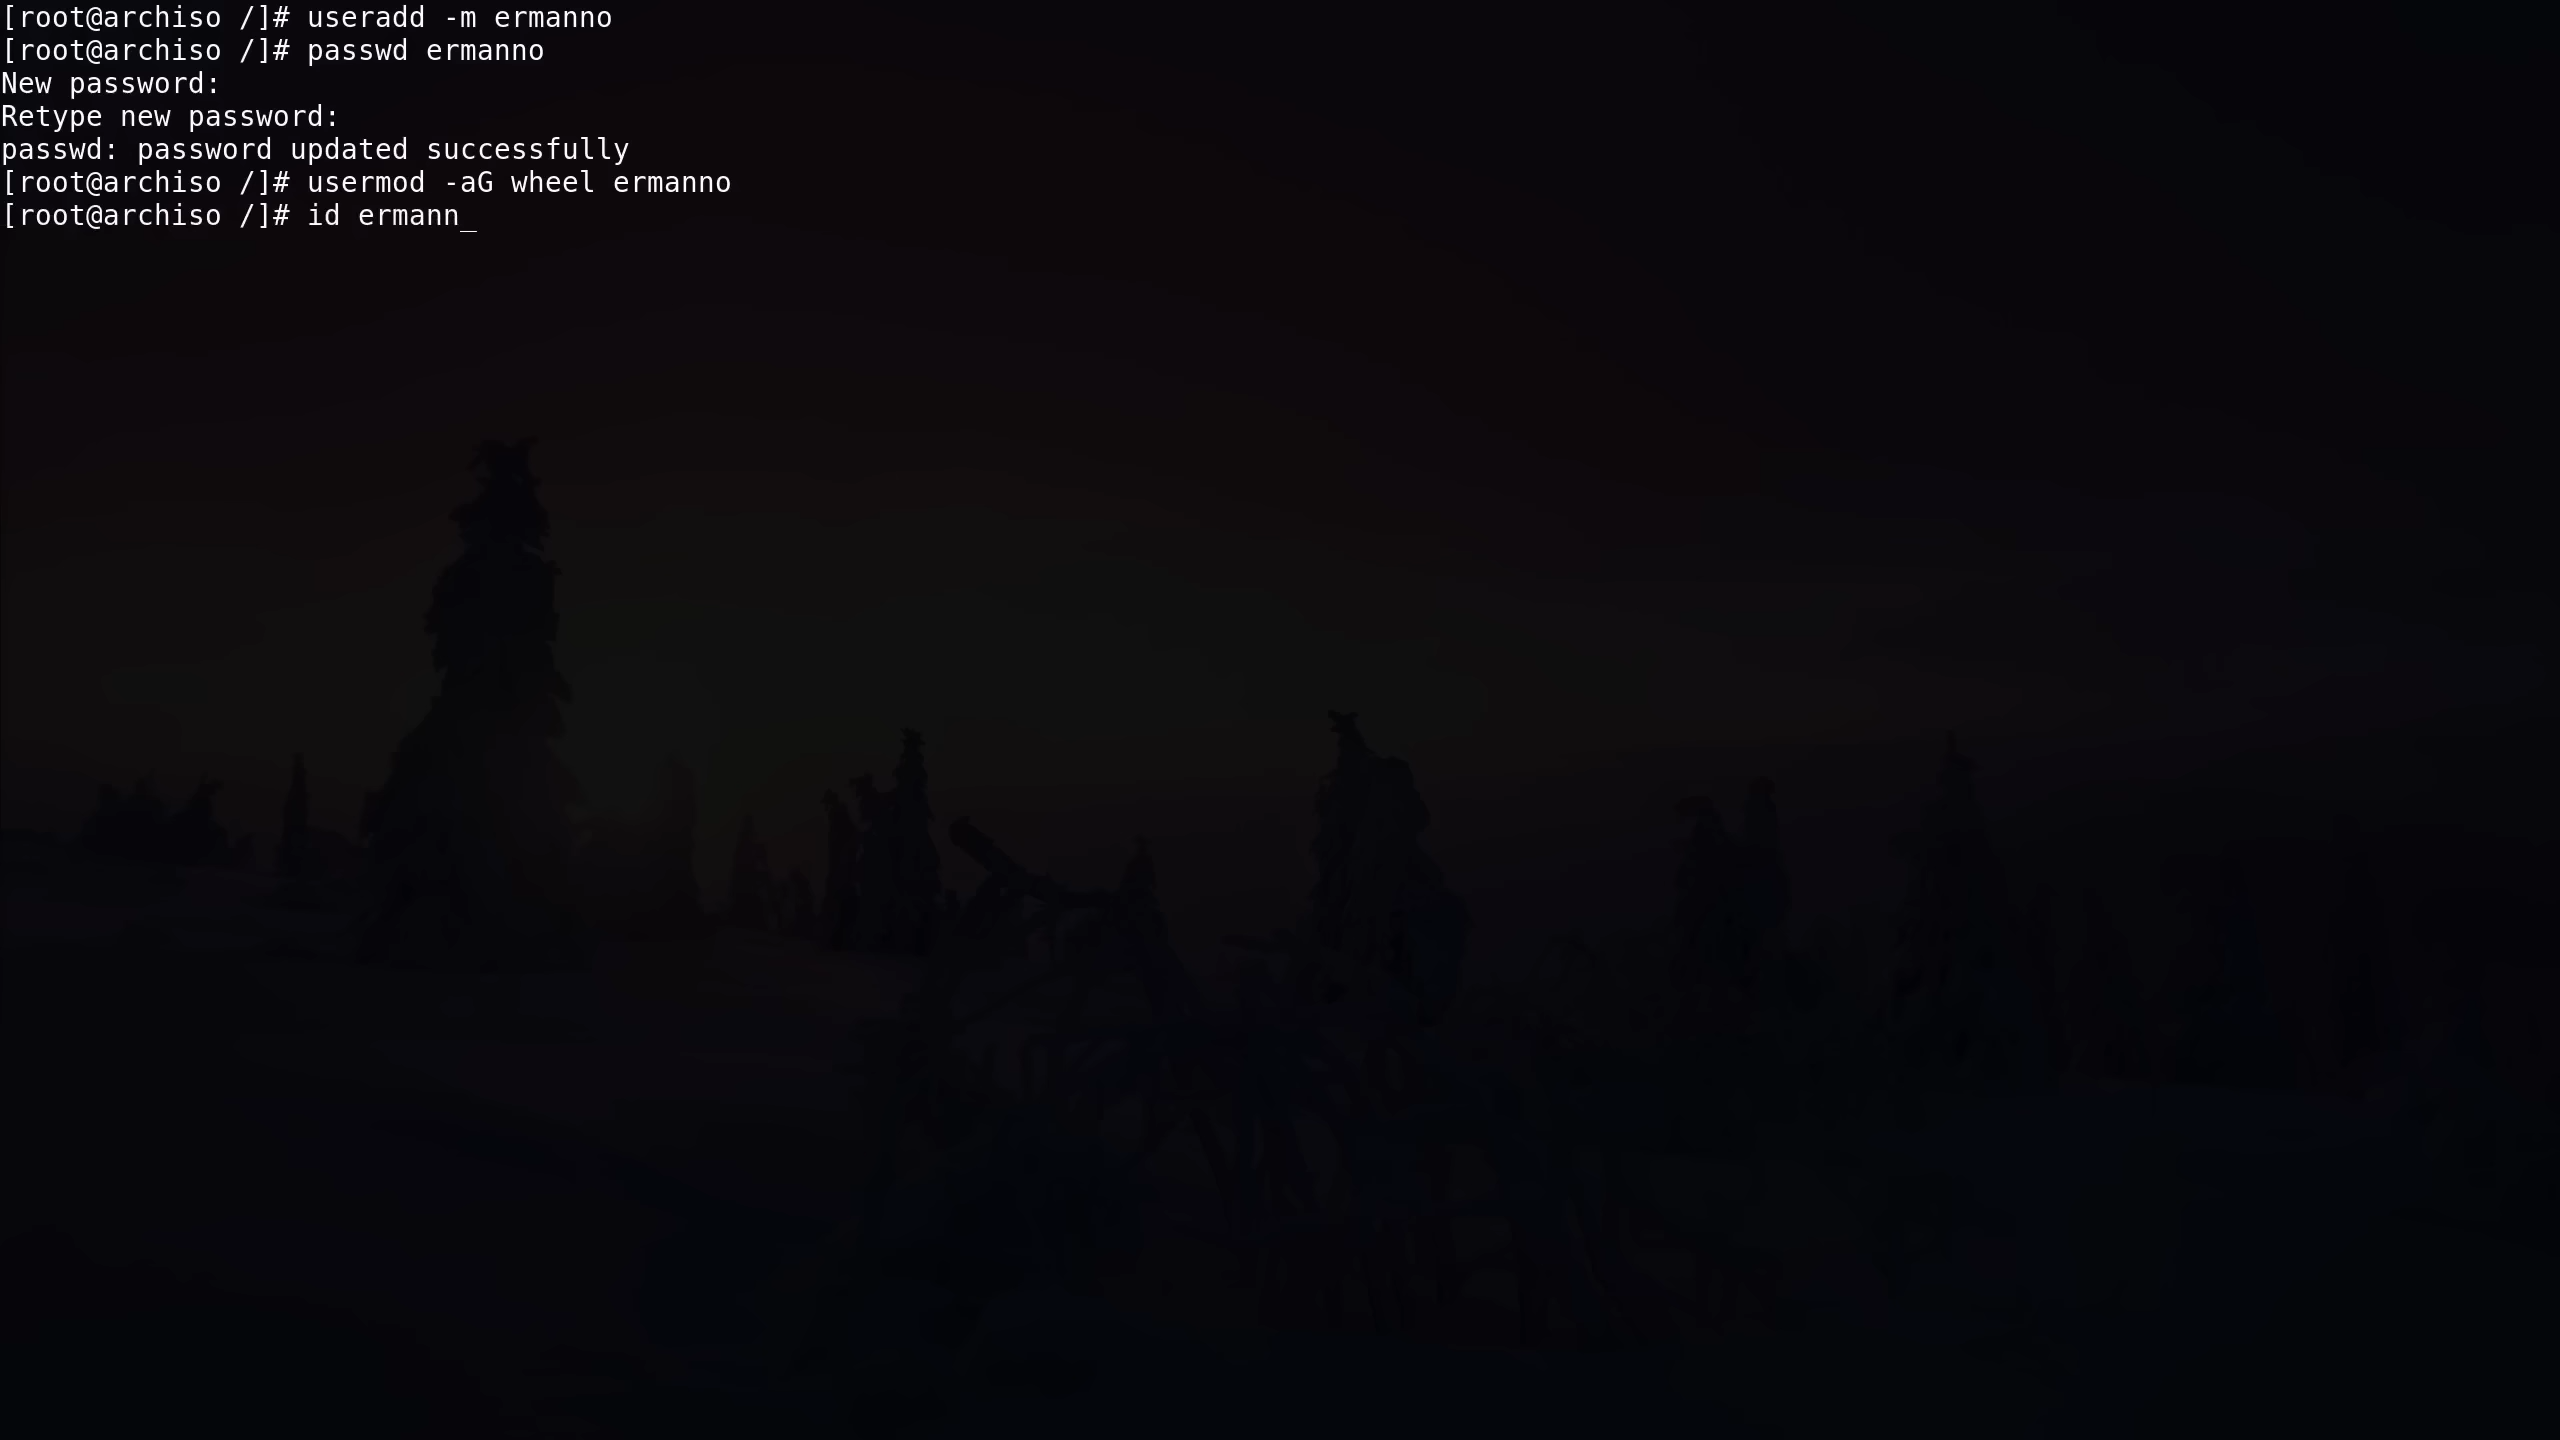 [root@archiso /]# useradd -m ermanno
[root@archiso /]# passwd ermanno
New password:
Retype new password:
passwd: password updated successfully
[root@archiso /]# usermod -aG wheel ermanno
[root@archiso /]# id ermann_